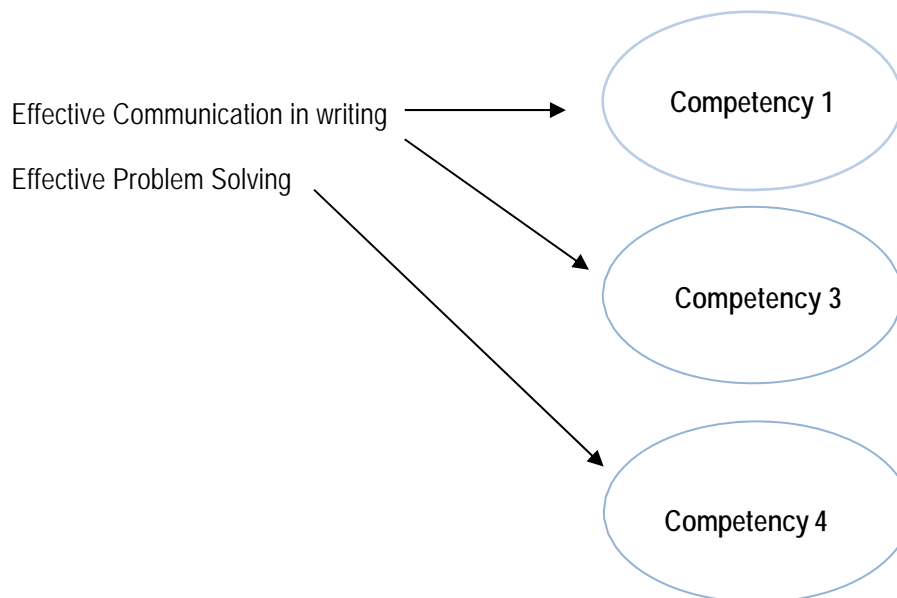 Effective Communication in writing
Effective Problem Solving
Competency 1
Competency 3
Competency 4